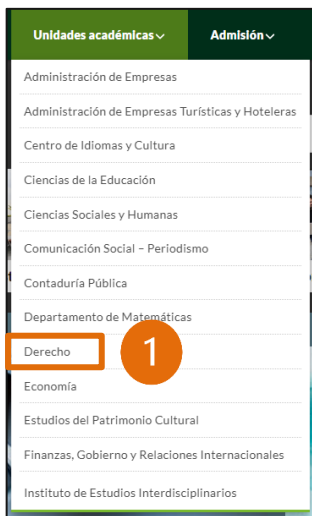 Unidades académicas Admisión
Administración de Empresas
Administración de Empresas Turísticas y Hoteleras
Centro de Idiomas y Cultura
Ciencias de la Educación
Ciencias Sociales y Humanas
Comunicación Social – Periodismo
Contaduría Pública
Departamento de Matemáticas
Derecho 1
Economía
Estudios del Patrimonio Cultural
Finanzas, Gobierno y Relaciones Internacionales
Instituto de Estudios Interdisciplinarios